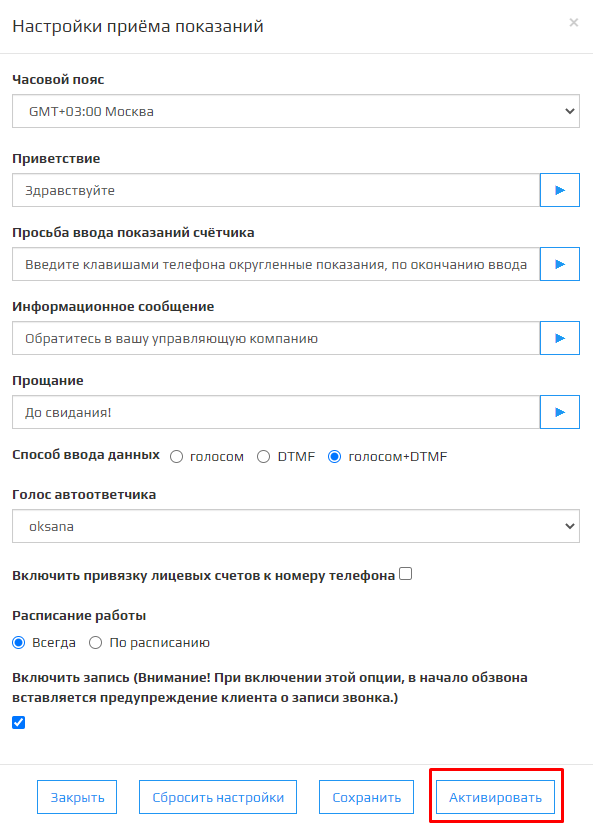 Настройки приёма показаний ×
Часовой пояс
GMT+03:00 Москва
Приветствие
Здравствуйте
Просьба ввода показаний счётчика
Введите клавишами телефона округленные показания, по окончанию ввода
Информационное сообщение
Обратитесь в вашу управляющую компанию
Прощание
До свидания!
Способ ввода данных голосом DTMF голосом+DTMF
Голос автоответчика
oksana
Включить привязку лицевых счетов к номеру телефона
Расписание работы
Всегда По расписанию
Включить запись (Внимание! При включении этой опции, в начало обзвона
вставляется предупреждение клиента о записи звонка.)
Закрыть Сбросить настройки Сохранить Активировать